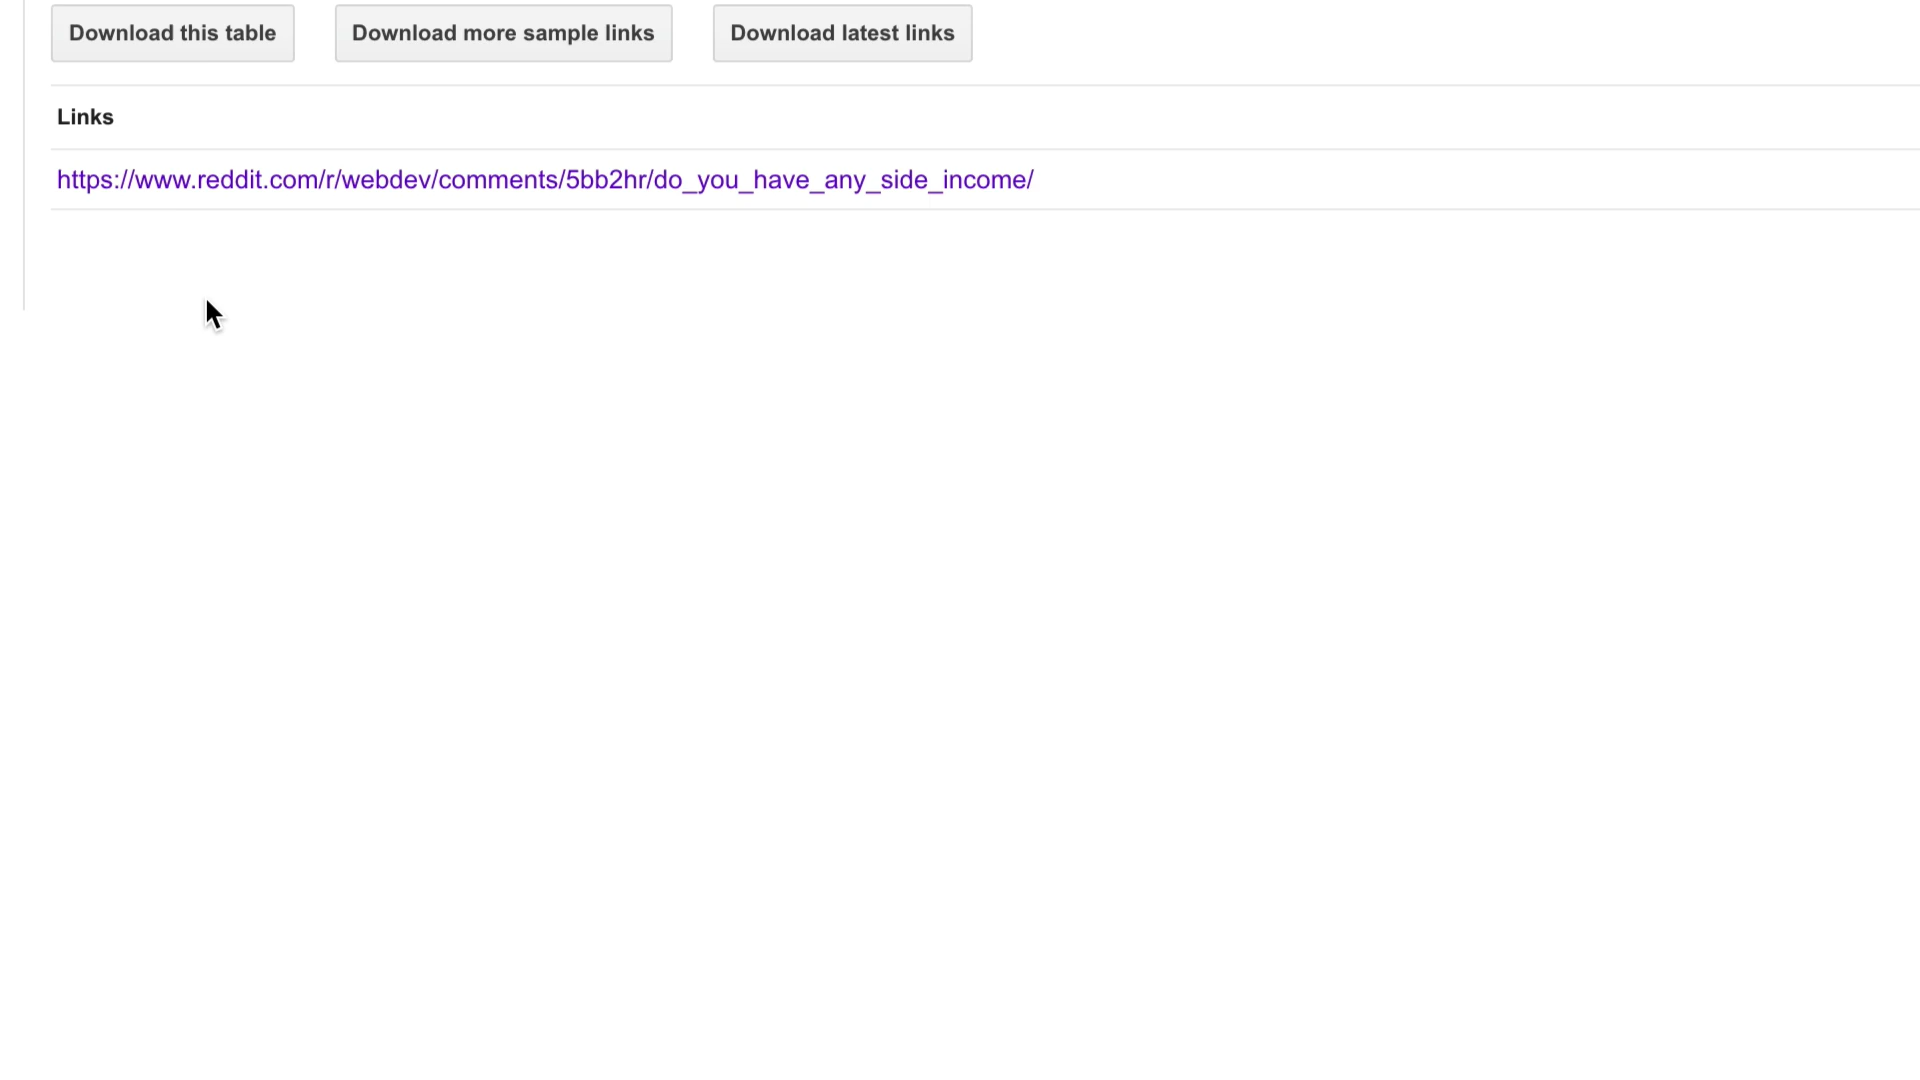 Download this table Download more sample links Download latest links
Links
https://www.reddit.com/r/webdev/comments/5bb2hr/do_you_have_any_side_income/